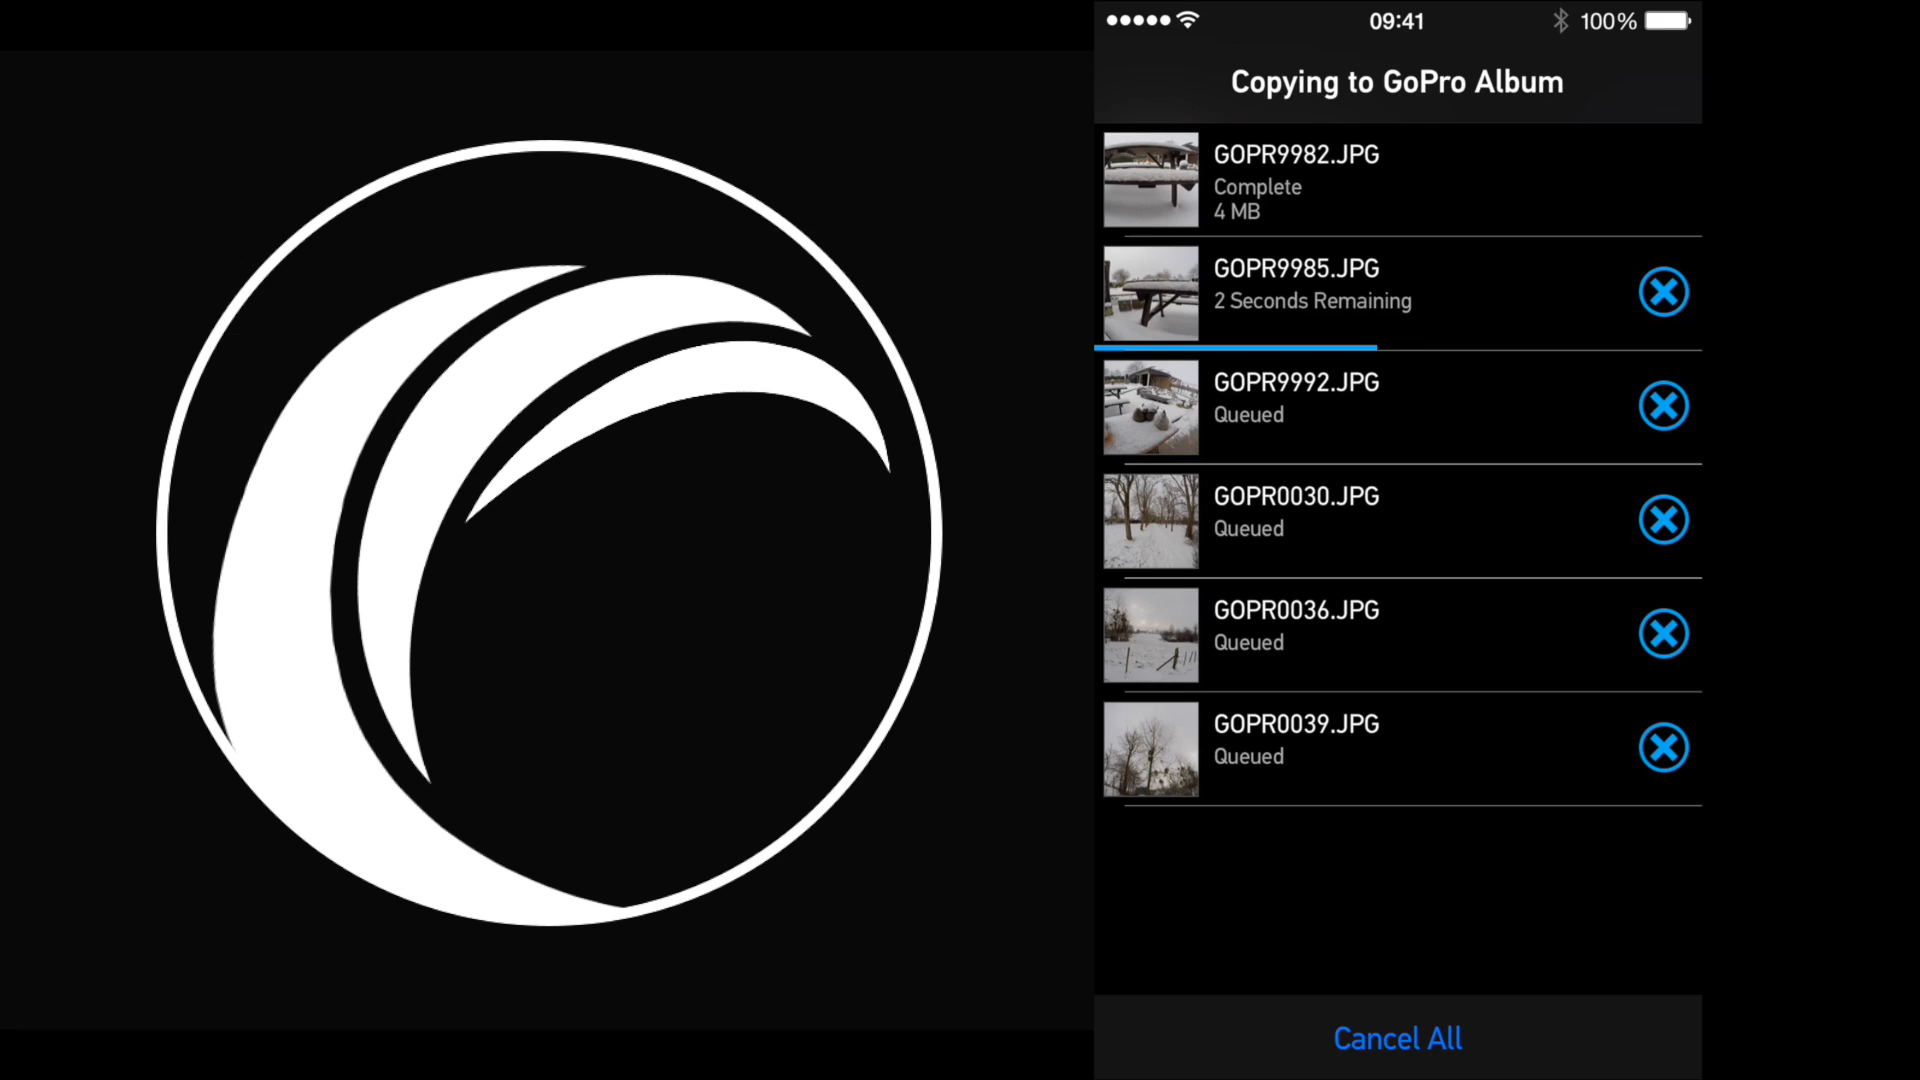 09:41
100%
Copying to GoPro Album
GOPR9982.JPG
Complete
4 MB
GOPR9985.JPG
2 Seconds Remaining
GOPR9992.JPG
Queued
GOPR0030.JPG
Queued
GOPR0036.JPG
Queued
GOPR0039.JPG
Queued
Cancel All